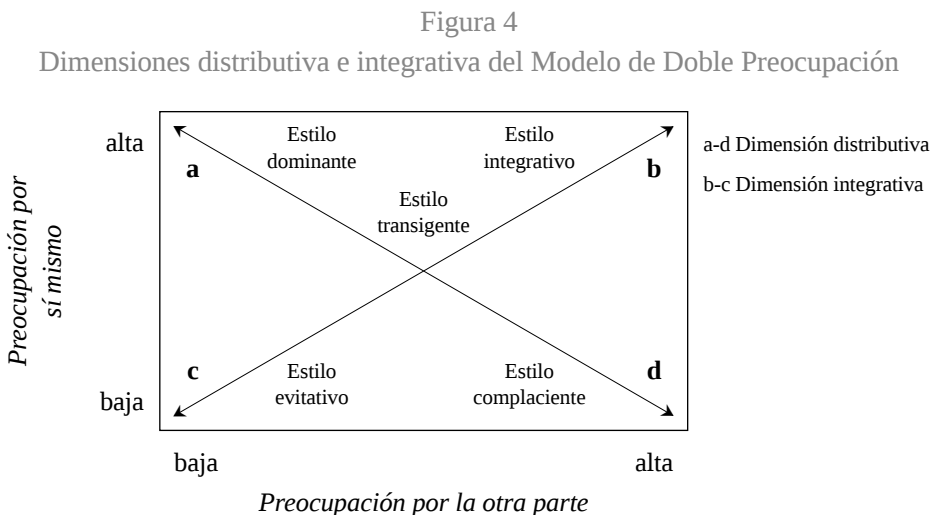 Figura 4
Dimensiones distributiva e integrativa del Modelo de Doble Preocupación
Preocupación por
sí mismo
alta
baja
a
Estilo
dominante
Estilo
integrativo
b
Estilo
transigente
c
Estilo
evitativo
Estilo
complaciente
d
a-d Dimensión distributiva
b-c Dimensión integrativa
baja
alta
Preocupación por la otra parte